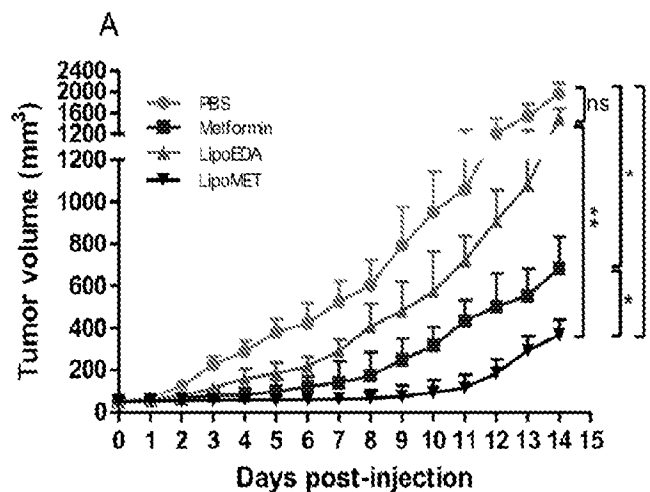 A
2400
2000
1600
1200
1200
1000
800
600
400
200
0
Tumor volume (mm³)
PBS
Metformin
LipoEDA
LipoMET
ns
*
**
*
0 1 2 3 4 5 6 7 8 9 10 11 12 13 14 15
Days post-injection